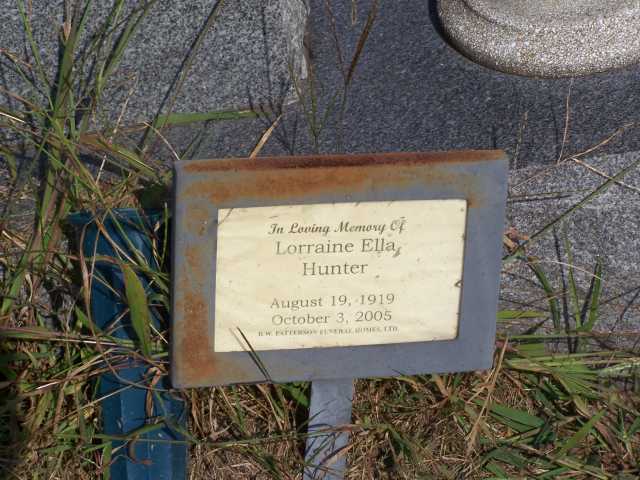 In Loving Memory Of
Lorraine Ella
Hunter
August 19, 1919
October 3, 2005
R.W. PATTERSON FUNERAL HOMES, LTD.